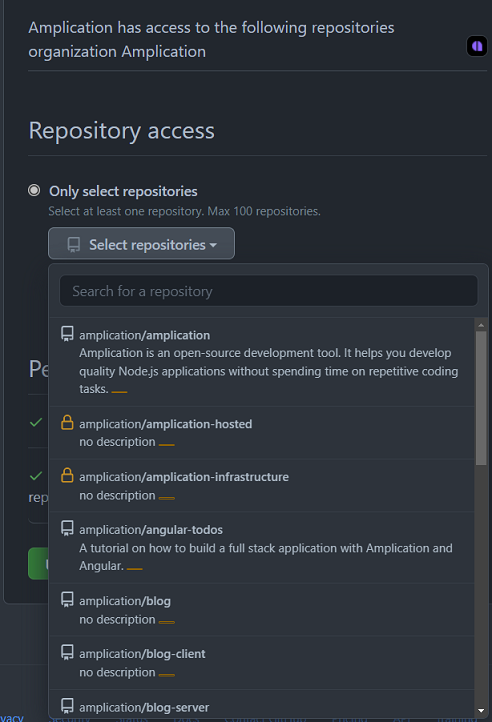 Amplication has access to the following repositories
organization Amplication
Repository access
Only select repositories
Select at least one repository. Max 100 repositories.
Select repositories
Search for a repository
amplication/amplication
Amplication is an open-source development tool. It helps you develop
quality Node.js applications without spending time on repetitive coding
tasks.
amplication/amplication-hosted
no description
amplication/amplication-infrastructure
no description
amplication/angular-todos
A tutorial on how to build a full stack application with Amplication and
Angular.
amplication/blog
no description
amplication/blog-client
no description
amplication/blog-server
Pe
rep
vacy